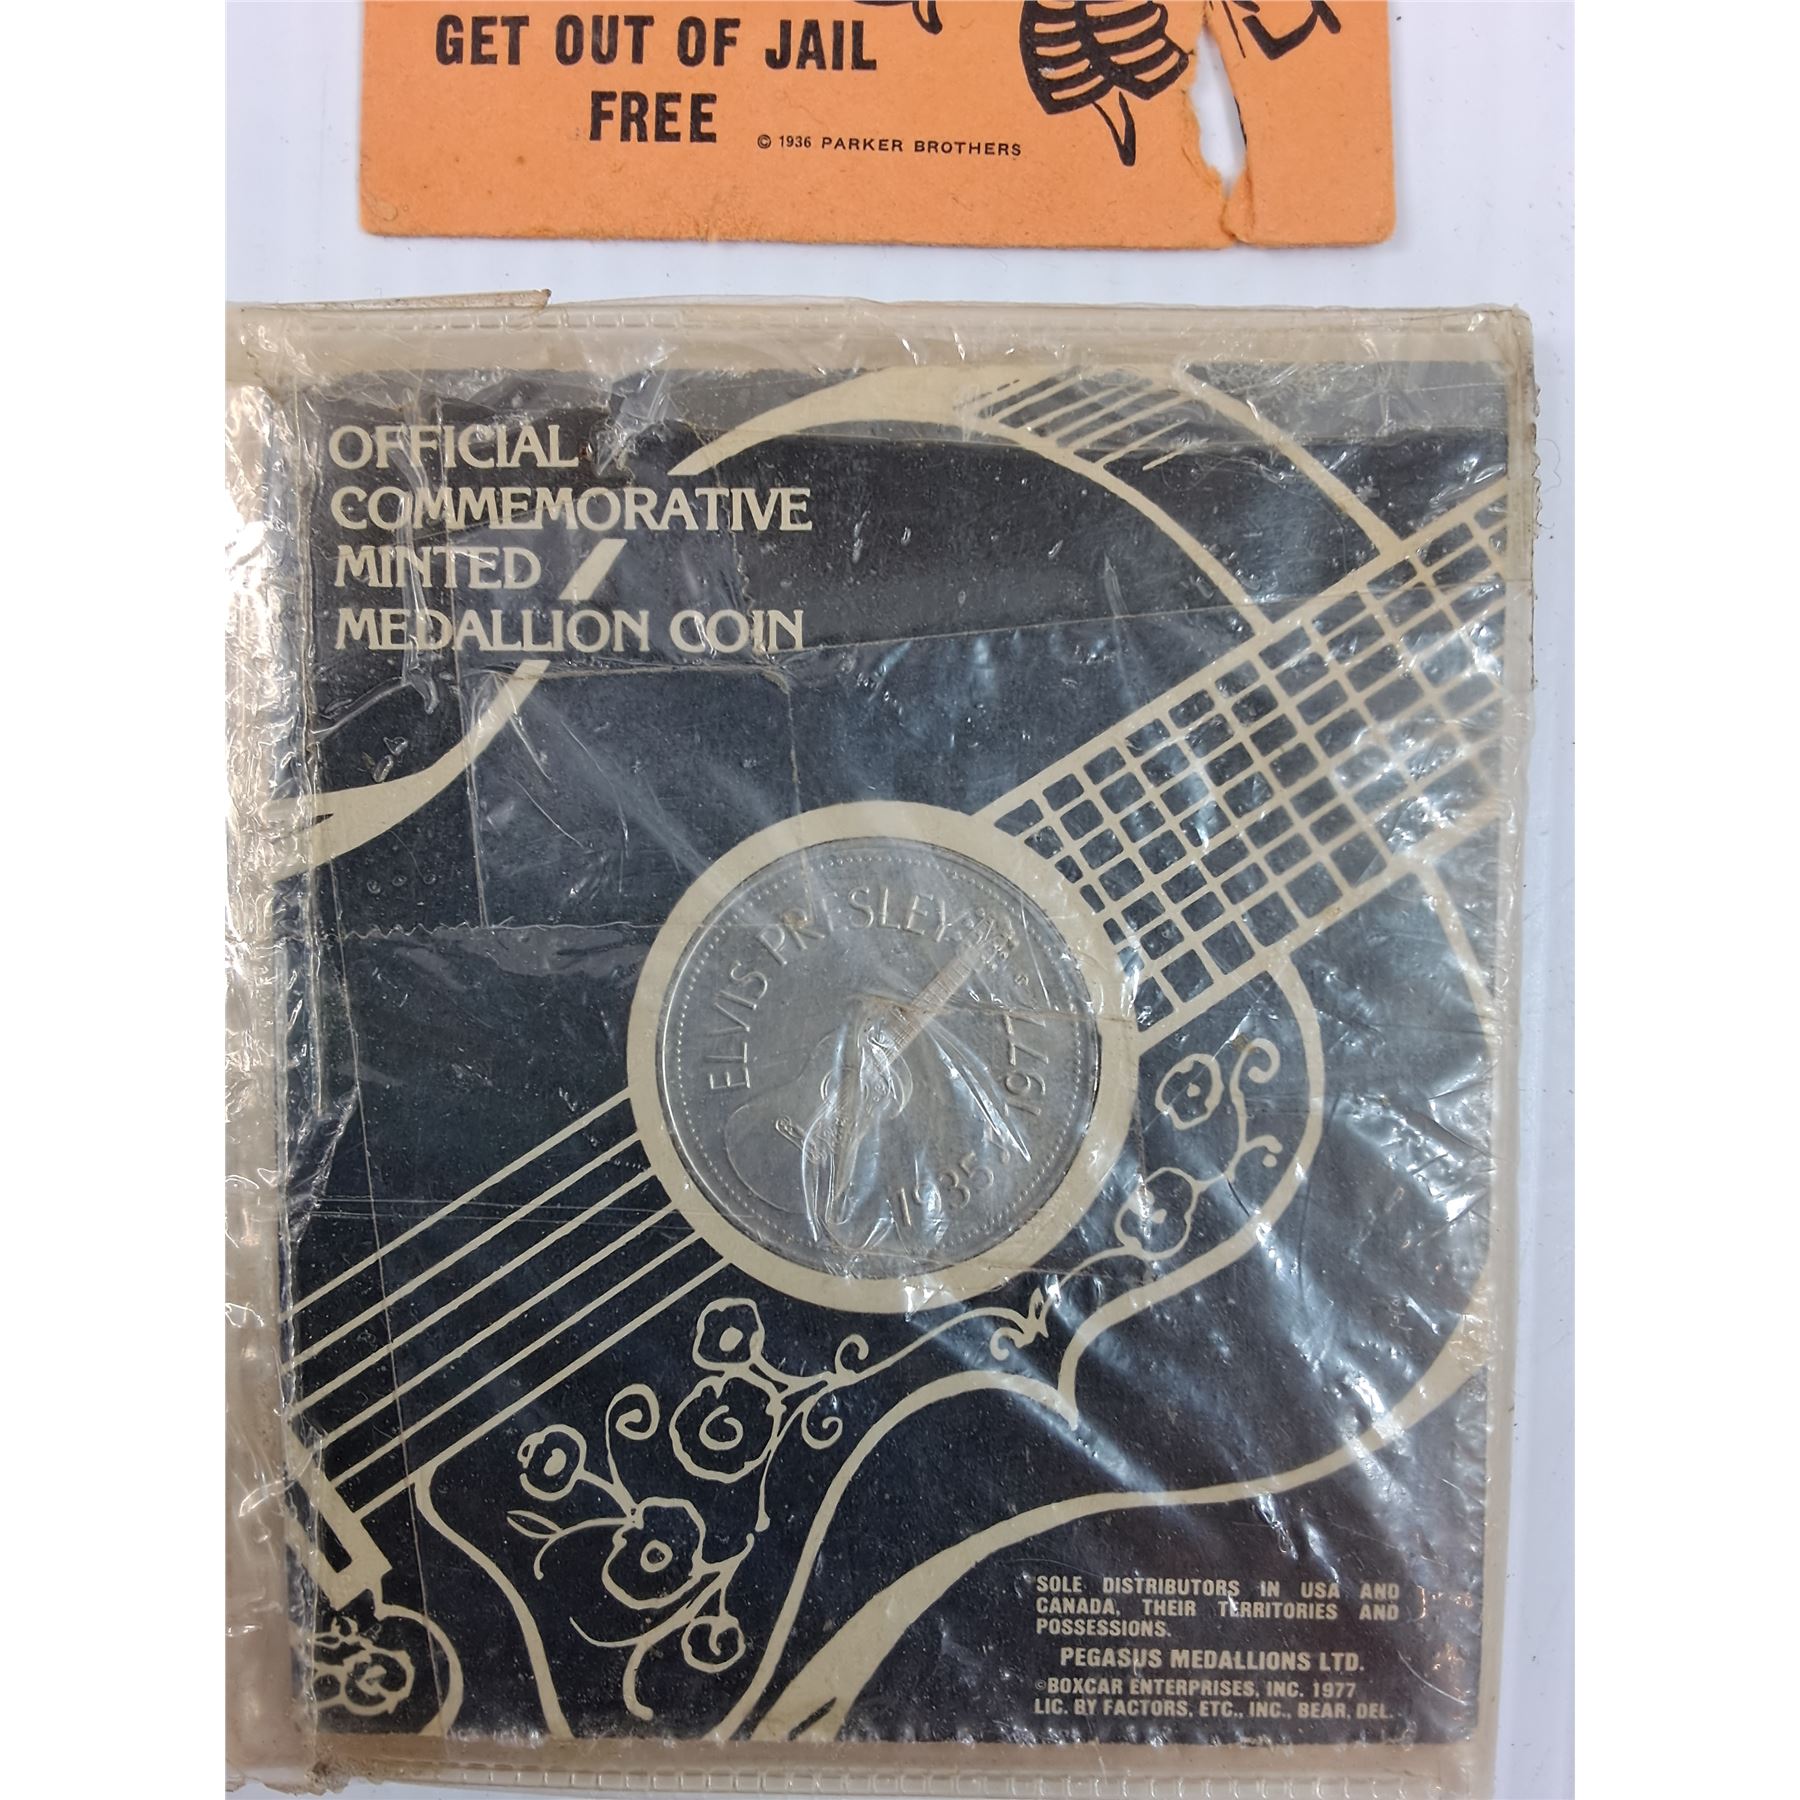 GET OUT OF JAIL
FREE
© 1936 PARKER BROTHERS
OFFICIAL
COMMEMORATIVE
MINTED
MEDALLION COIN
ELVIS PRESLEY
1935 - 1977
SOLE DISTRIBUTORS IN USA AND
CANADA, THEIR TERRITORIES AND
POSSESSIONS.
PEGASUS MEDALLIONS LTD.
©BOXCAR ENTERPRISES, INC. 1977
LIC. BY FACTORS, ETC., INC., BEAR, DEL.